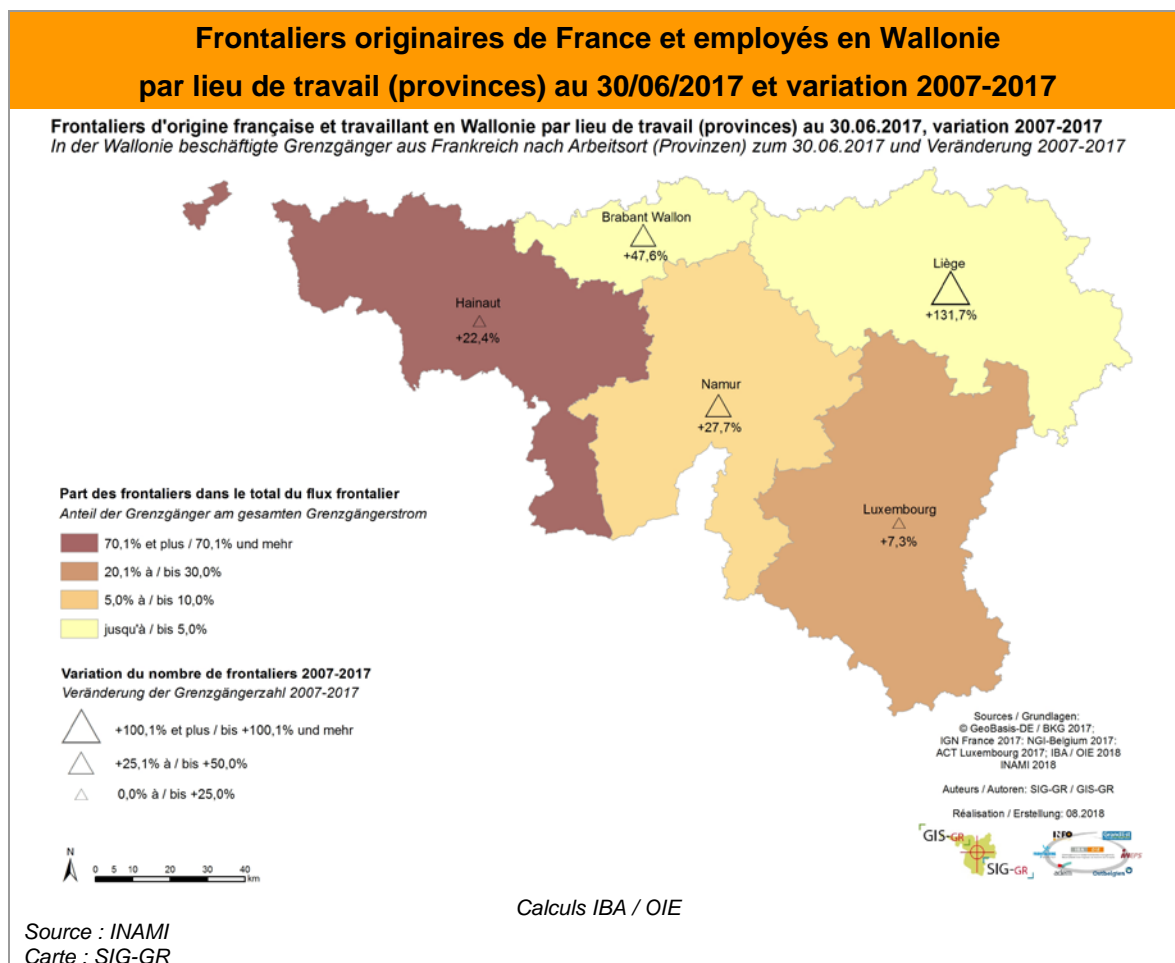 Frontaliers originaires de France et employés en Wallonie
par lieu de travail (provinces) au 30/06/2017 et variation 2007-2017
Frontaliers d'origine française et travaillant en Wallonie par lieu de travail (provinces) au 30.06.2017, variation 2007-2017
In der Wallonie beschäftigte Grenzgänger aus Frankreich nach Arbeitsort (Provinzen) zum 30.06.2017 und Veränderung 2007-2017
Brabant Wallon
+47,6%
Liège
+131,7%
Hainaut
+22,4%
Namur
+27,7%
Luxembourg
+7,3%
Part des frontaliers dans le total du flux frontalier
Anteil der Grenzgänger am gesamten Grenzgängerstrom
70,1% et plus / 70,1% und mehr
20,1% à / bis 30,0%
5,0% à / bis 10,0%
jusqu'à / bis 5,0%
Variation du nombre de frontaliers 2007-2017
Veränderung der Grenzgängerzahl 2007-2017
+100,1% et plus / bis +100,1% und mehr
+25,1% à / bis +50,0%
0,0% à / bis +25,0%
Sources / Grundlagen:
© GeoBasis-DE / BKG 2017;
IGN France 2017; NGI-Belgium 2017;
ACT Luxembourg 2017; IBA / OIE 2018
INAMI 2018
Auteurs / Autoren: SIG-GR / GIS-GR
Réalisation / Erstellung: 08.2018
GIS-GR
SIG-GR
N
0 5 10 20 30 40
km
Calculs IBA / OIE
Source : INAMI
Carte : SIG-GR